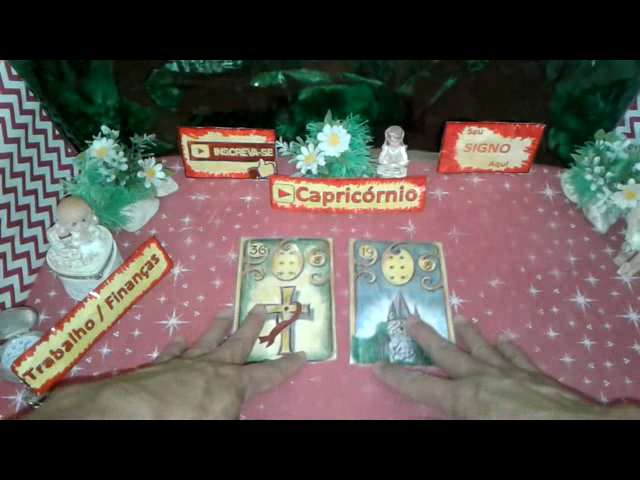 INSCREVA-SE
Seu
SIGNO
Aqui
Capricórnio
Trabalho / Finanças
36
19